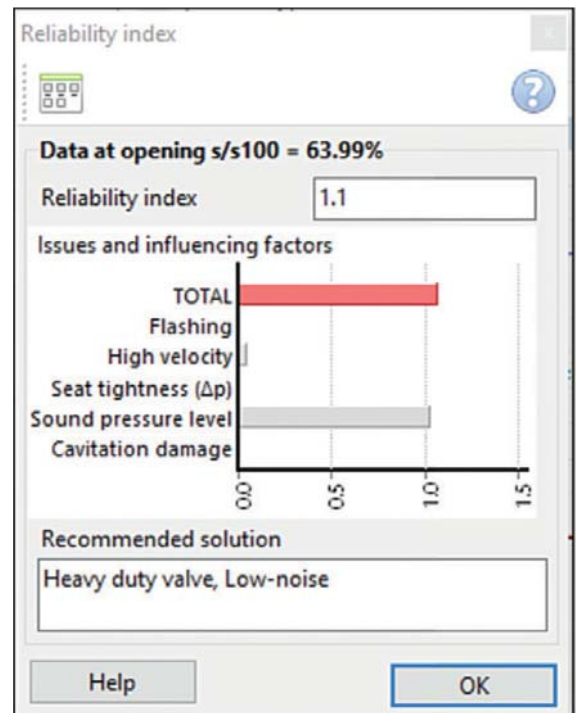 Reliability index
x
?
Data at opening s/s100 = 63.99%
Reliability index 1.1
Issues and influencing factors
TOTAL
Flashing
High velocity
Seat tightness (Δp)
Sound pressure level
Cavitation damage
0.0 0.5 1.0 1.5
Recommended solution
Heavy duty valve, Low-noise
Help OK